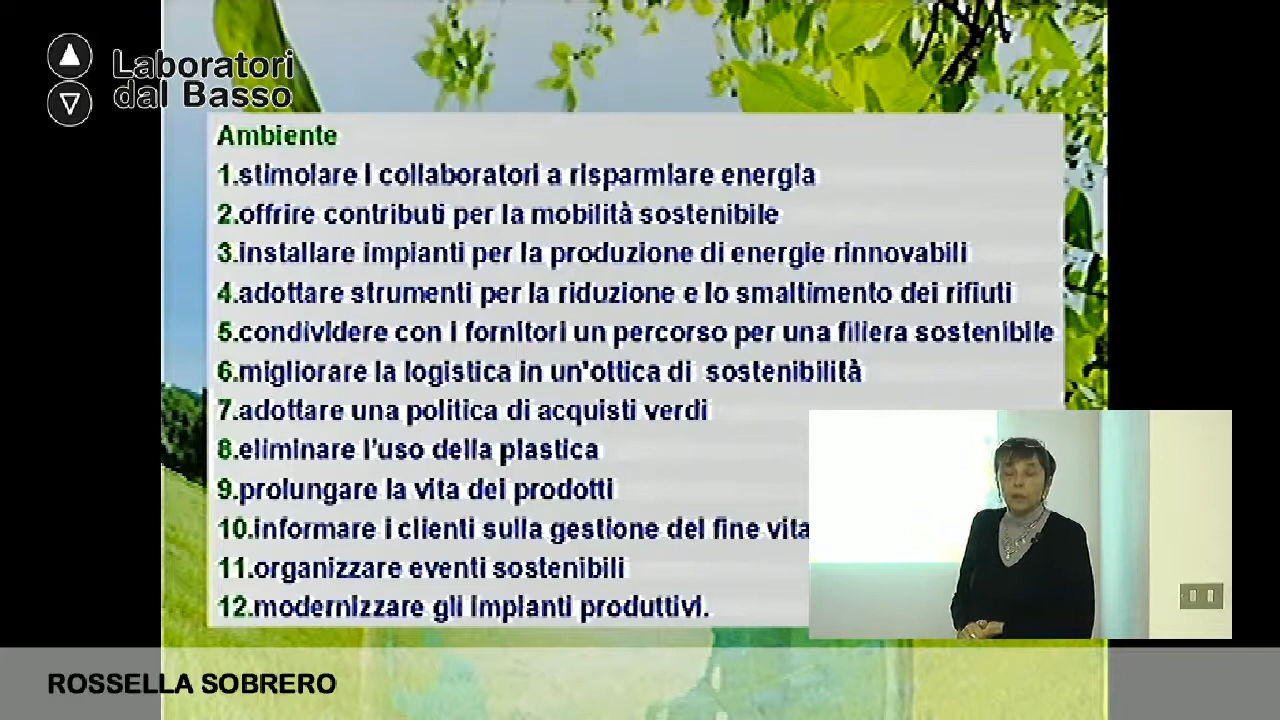 Laboratori
dal Basso
Ambiente
1.stimolare i collaboratori a risparmiare energia
2.offrire contributi per la mobilità sostenibile
3.installare impianti per la produzione di energie rinnovabili
4.adottare strumenti per la riduzione e lo smaltimento dei rifiuti
5.condividere con i fornitori un percorso per una filiera sostenibile
6.migliorare la logistica in un'ottica di sostenibilità
7.adottare una politica di acquisti verdi
8.eliminare l'uso della plastica
9.prolungare la vita dei prodotti
10.informare i clienti sulla gestione del fine vita
11.organizzare eventi sostenibili
12.modernizzare gli impianti produttivi.
ROSSELLA SOBRERO